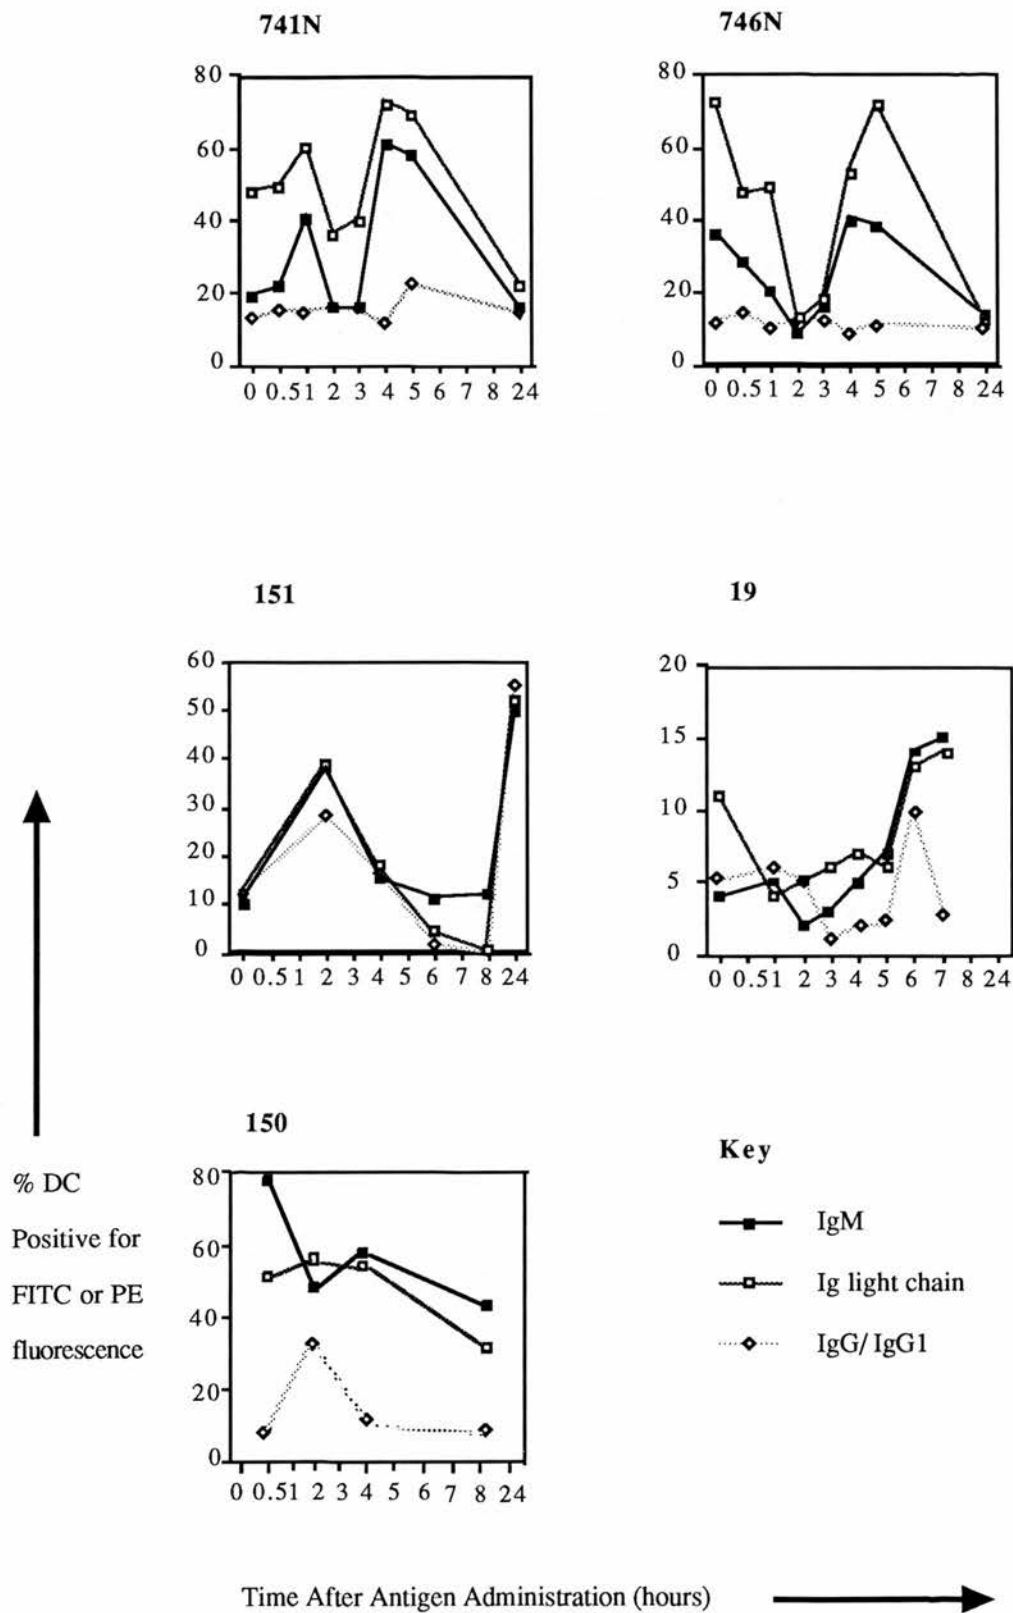 741N
746N
80
60
40
20
0
0 0.5 1 2 3 4 5 6 7 8 24
80
60
40
20
0
0 0.5 1 2 3 4 5 6 7 8 24
151
19
60
50
40
30
20
10
0
0 0.5 1 2 3 4 5 6 7 8 24
20
15
10
5
0
0 0.5 1 2 3 4 5 6 7 8 24
150
80
60
40
20
0
0 0.5 1 2 3 4 5 6 7 8 24
% DC
Positive for
FITC or PE
fluorescence
Key
IgM
Ig light chain
IgG/ IgG1
Time After Antigen Administration (hours)